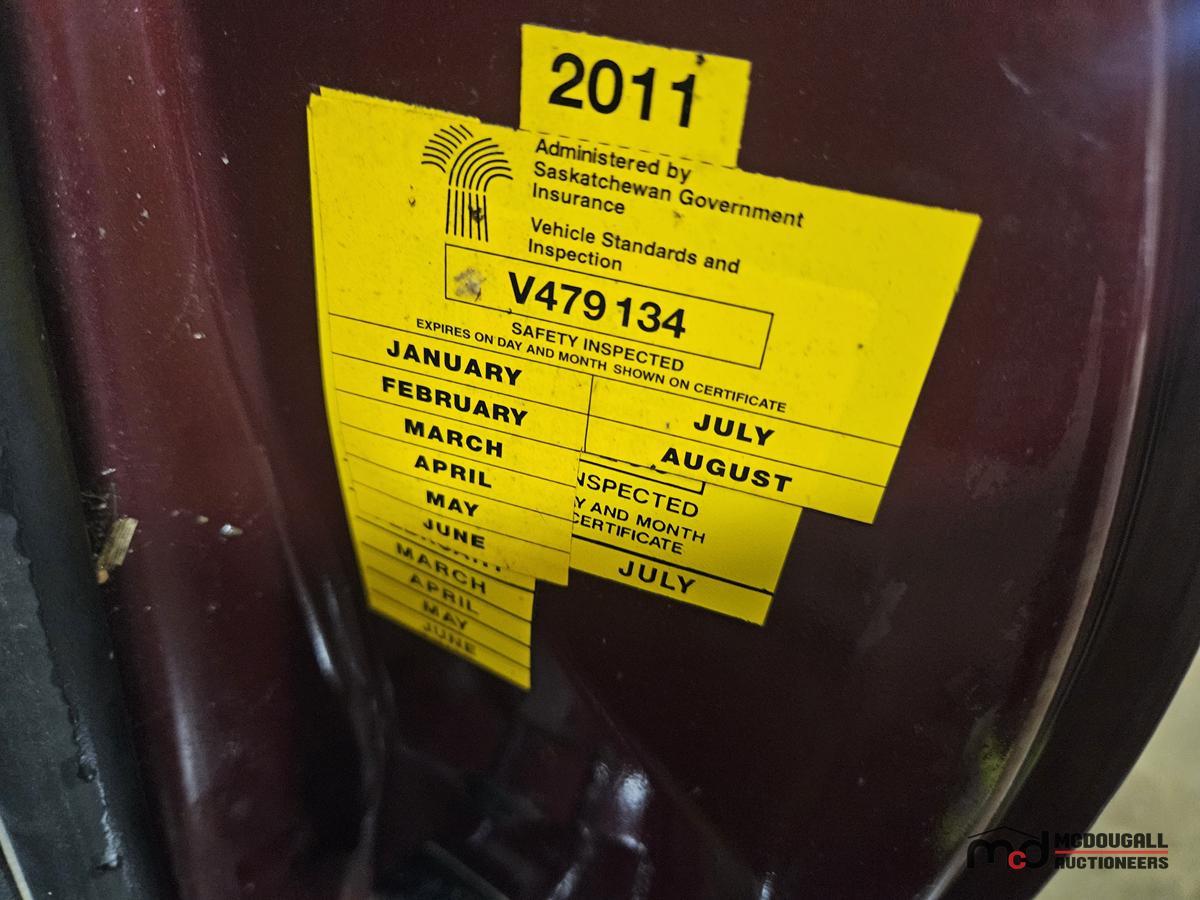 2011
Administered by
Saskatchewan Government
Insurance
Vehicle Standards and
Inspection
V479 134
SAFETY INSPECTED
EXPIRES ON DAY AND MONTH SHOWN ON CERTIFICATE
JANUARY
FEBRUARY
MARCH
APRIL
MAY
JUNE
JULY
AUGUST
NSPECTED
Y AND MONTH
CERTIFICATE
JULY
MARCH
APRIL
MAY
JUNE
mcd MCDOUGALL
AUCTIONEERS